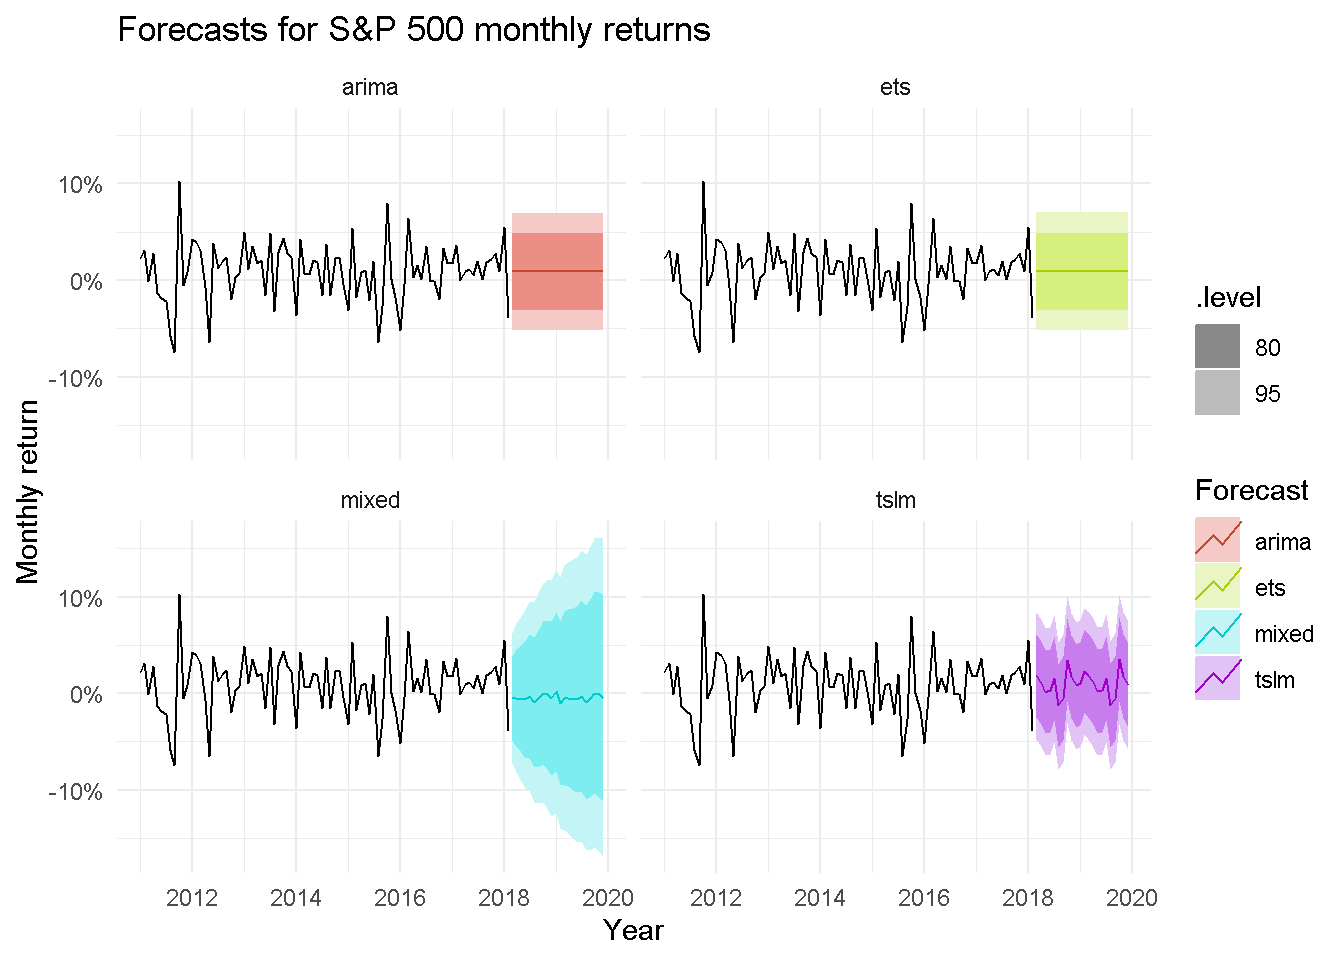 Forecasts for S&P 500 monthly returns
arima
ets
10%
0%
-10%
mixed
tslm
10%
0%
-10%
2012
2014
2016
2018
2020
2012
2014
2016
2018
2020
Year
Monthly return
.level
80
95
Forecast
arima
ets
mixed
tslm